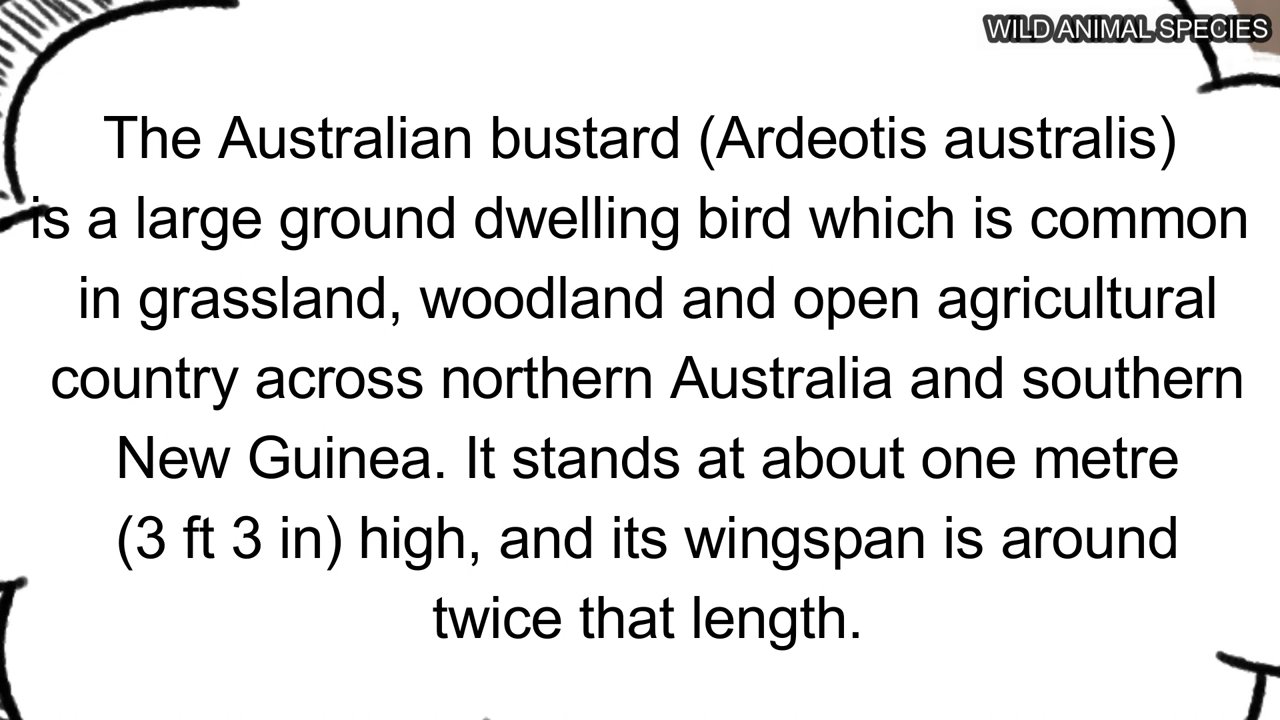 WILD ANIMAL SPECIES
The Australian bustard (Ardeotis australis)
is a large ground dwelling bird which is common
in grassland, woodland and open agricultural
country across northern Australia and southern
New Guinea. It stands at about one metre
(3 ft 3 in) high, and its wingspan is around
twice that length.